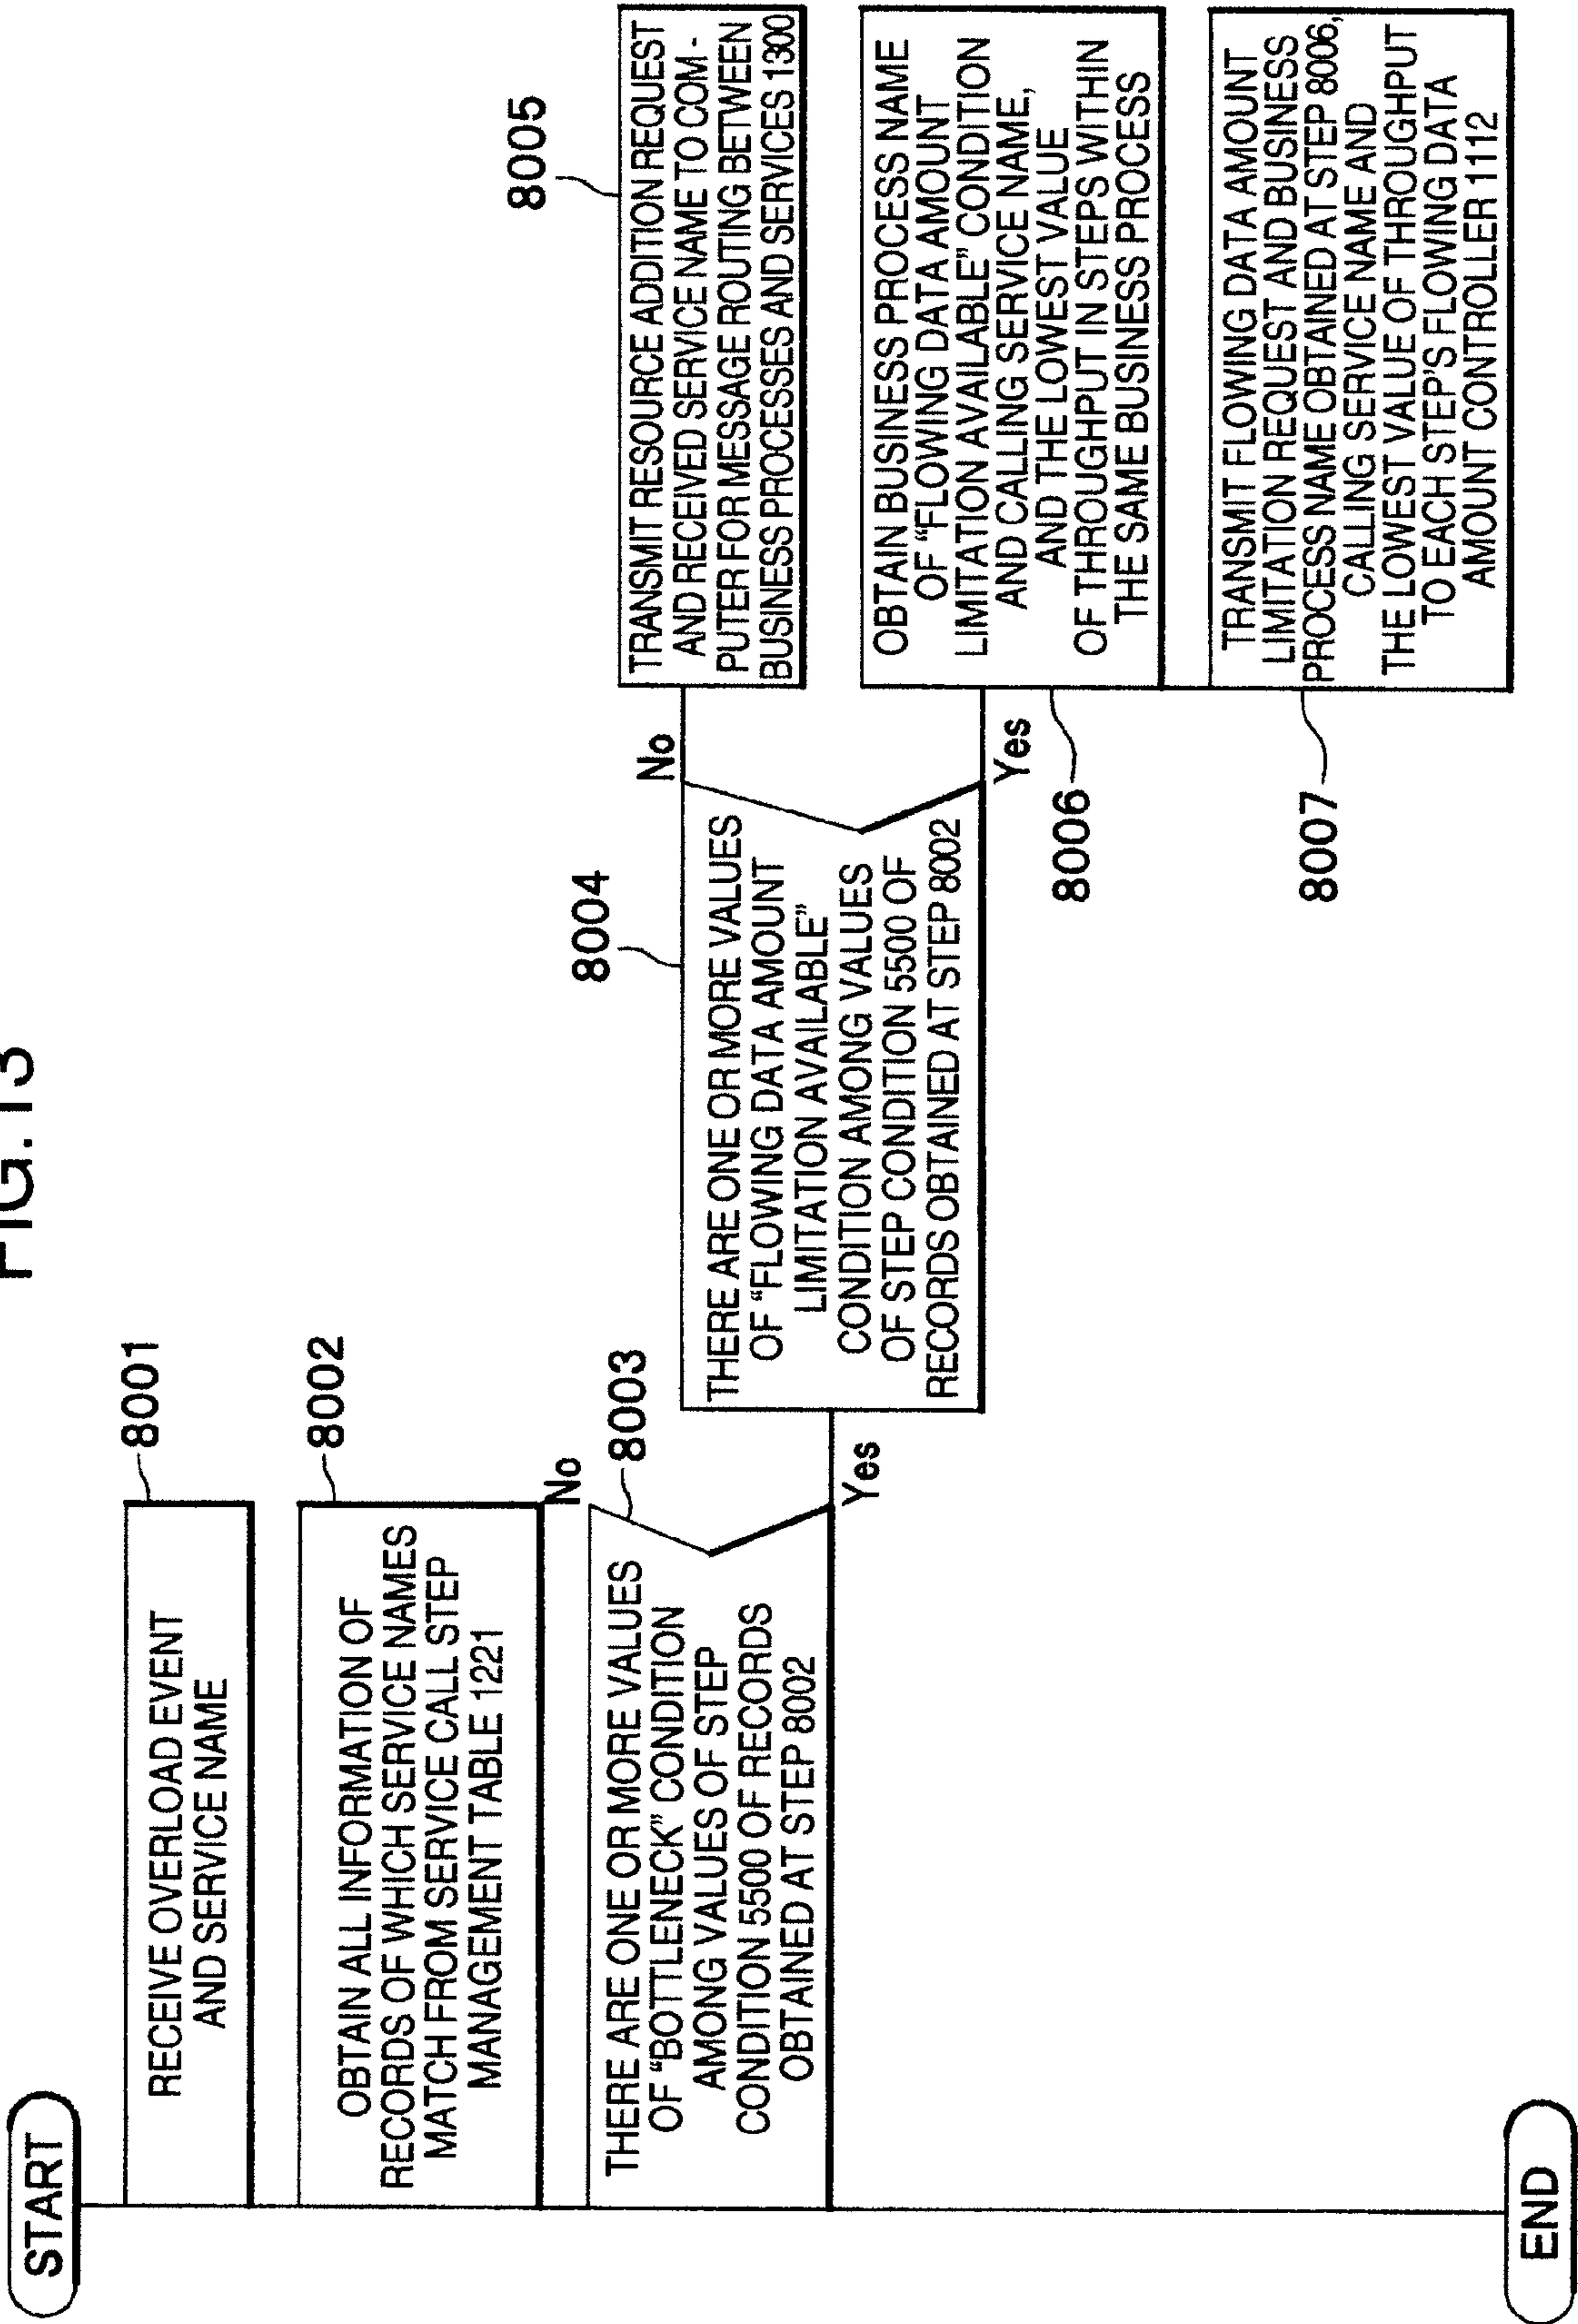 FIG.13
START
8001
RECEIVE OVERLOAD EVENT
AND SERVICE NAME
8002
OBTAIN ALL INFORMATION OF
RECORDS OF WHICH SERVICE NAMES
MATCH FROM SERVICE CALL STEP
MANAGEMENT TABLE 1221
No
8003
THERE ARE ONE OR MORE VALUES
OF "BOTTLENECK" CONDITION
AMONG VALUES OF STEP
CONDITION 5500 OF RECORDS
OBTAINED AT STEP 8002
Yes
8004
THERE ARE ONE OR MORE VALUES
OF "FLOWING DATA AMOUNT
LIMITATION AVAILABLE"
CONDITION AMONG VALUES
OF STEP CONDITION 5500 OF
RECORDS OBTAINED AT STEP 8002
No
Yes
8005
TRANSMIT RESOURCE ADDITION REQUEST
AND RECEIVED SERVICE NAME TO COM -
PUTER FOR MESSAGE ROUTING BETWEEN
BUSINESS PROCESSES AND SERVICES 1300
8006
OBTAIN BUSINESS PROCESS NAME
OF "FLOWING DATA AMOUNT
LIMITATION AVAILABLE" CONDITION
AND CALLING SERVICE NAME,
AND THE LOWEST VALUE
OF THROUGHPUT IN STEPS WITHIN
THE SAME BUSINESS PROCESS
8007
TRANSMIT FLOWING DATA AMOUNT
LIMITATION REQUEST AND BUSINESS
PROCESS NAME OBTAINED AT STEP 8006,
CALLING SERVICE NAME AND
THE LOWEST VALUE OF THROUGHPUT
TO EACH STEP'S FLOWING DATA
AMOUNT CONTROLLER 1112
END